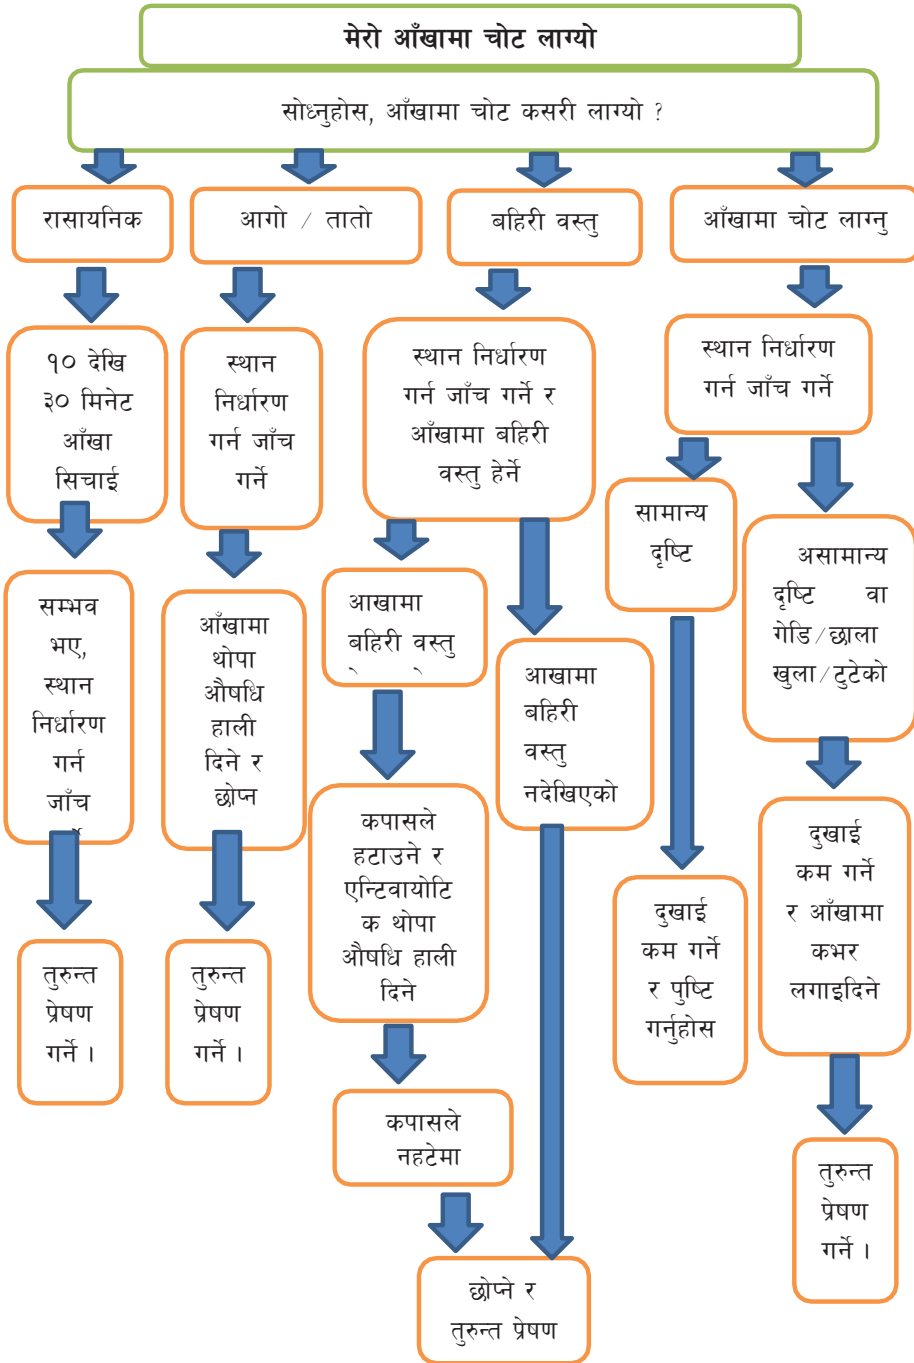 मेरो आँखामा चोट लाग्यो
सोध्नुहोस, आँखामा चोट कसरी लाग्यो ?
रासायनिक
आगो / तातो
बहिरी वस्तु
आँखामा चोट लाग्नु
१० देखि
३० मिनेट
आँखा
सिचाई
स्थान
निर्धारण
गर्न जाँच
गर्ने
स्थान निर्धारण
गर्न जाँच गर्ने र
आँखामा बहिरी
वस्तु हेर्ने
स्थान निर्धारण
गर्न जाँच गर्ने
सामान्य
दृष्टि
असामान्य
दृष्टि वा
गेडि/छाला
खुला/टुटेको
सम्भव
भए,
स्थान
निर्धारण
गर्न
जाँच
आँखामा
थोपा
औषधि
हाली
दिने र
छोप्न
आखामा
बहिरी वस्तु
आखामा
बहिरी
वस्तु
नदेखिएको
कपासले
हटाउने र
एन्टिवायोटि
क थोपा
औषधि हाली
दिने
दुखाई
कम गर्ने
र पुष्टि
गर्नुहोस
दुखाई
कम गर्ने
र आँखामा
कभर
लगाइदिने
तुरुन्त
प्रेषण
गर्ने ।
तुरुन्त
प्रेषण
गर्ने ।
कपासले
नहटेमा
तुरुन्त
प्रेषण
गर्ने ।
छोप्ने र
तुरुन्त प्रेषण